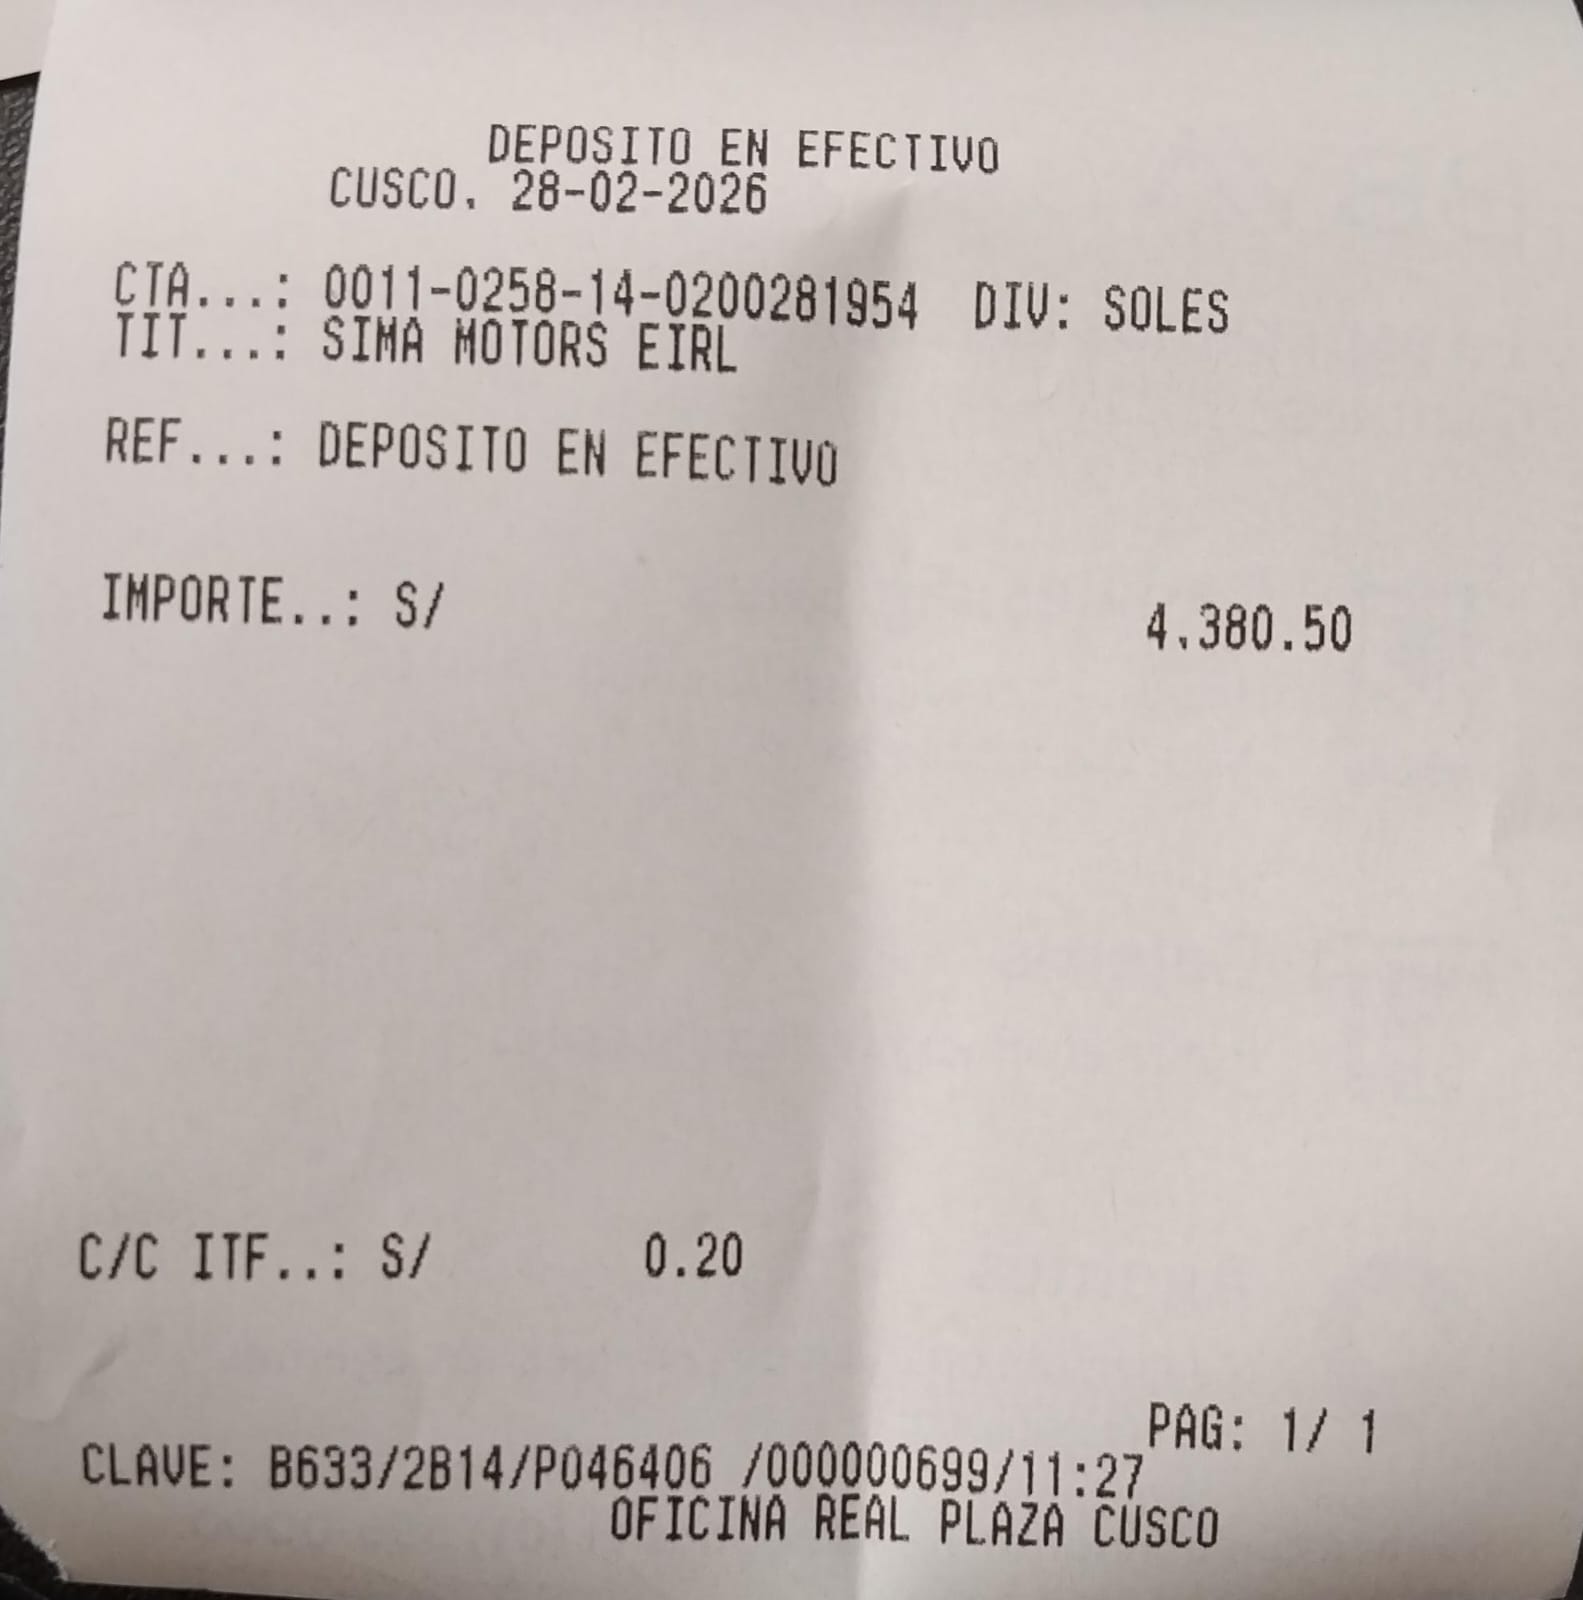 DEPOSITO EN EFECTIVO
CUSCO, 28-02-2026
CTA...: 0011-0258-14-0200281954 DIV: SOLES
TIT...: SIMA MOTORS EIRL
REF...: DEPOSITO EN EFECTIVO
IMPORTE..: S/ 4,380.50
C/C ITF..: S/ 0.20
PAG: 1/ 1
CLAVE: B633/2B14/P046406 /000000699/11:27
OFICINA REAL PLAZA CUSCO